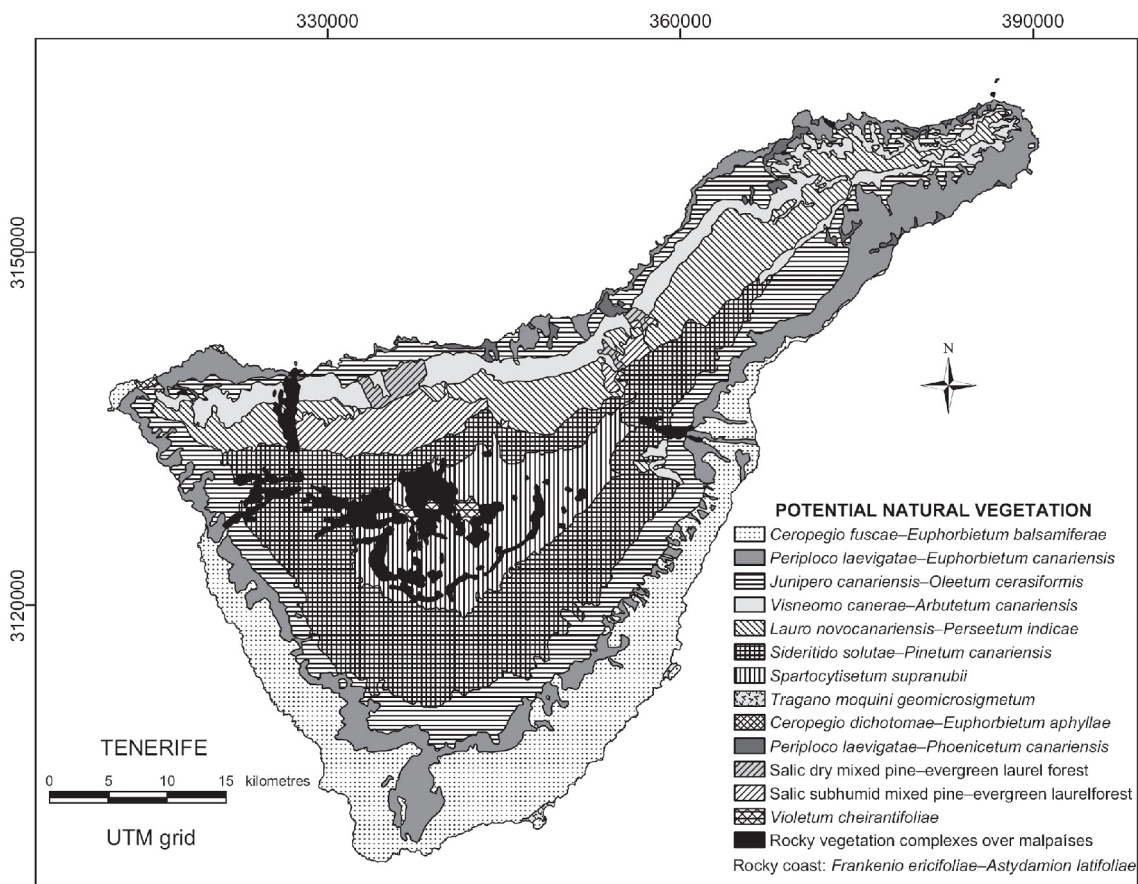 330000
360000
390000
3150000
3120000
N
POTENTIAL NATURAL VEGETATION
Ceropegio fuscae–Euphorbietum balsamiferae
Periploco laevigatae–Euphorbietum canariensis
Junipero canariensis–Oleetum cerasiformis
Visneomo canerae–Arbutetum canariensis
Lauro novocanariensis–Perseetum indicae
Sideritido solutae–Pinetum canariensis
Spartocytisetum supranubii
Tragano moquini geomicrosigmetum
Ceropegio dichotomae–Euphorbietum aphyllae
Periploco laevigatae–Phoenicetum canariensis
Salic dry mixed pine–evergreen laurel forest
Salic subhumid mixed pine–evergreen laurelforest
Violetum cheirantifoliae
Rocky vegetation complexes over malpaíses
Rocky coast: Frankenio ericifoliae–Astydamion latifoliae
TENERIFE
0 5 10 15 kilometres
UTM grid